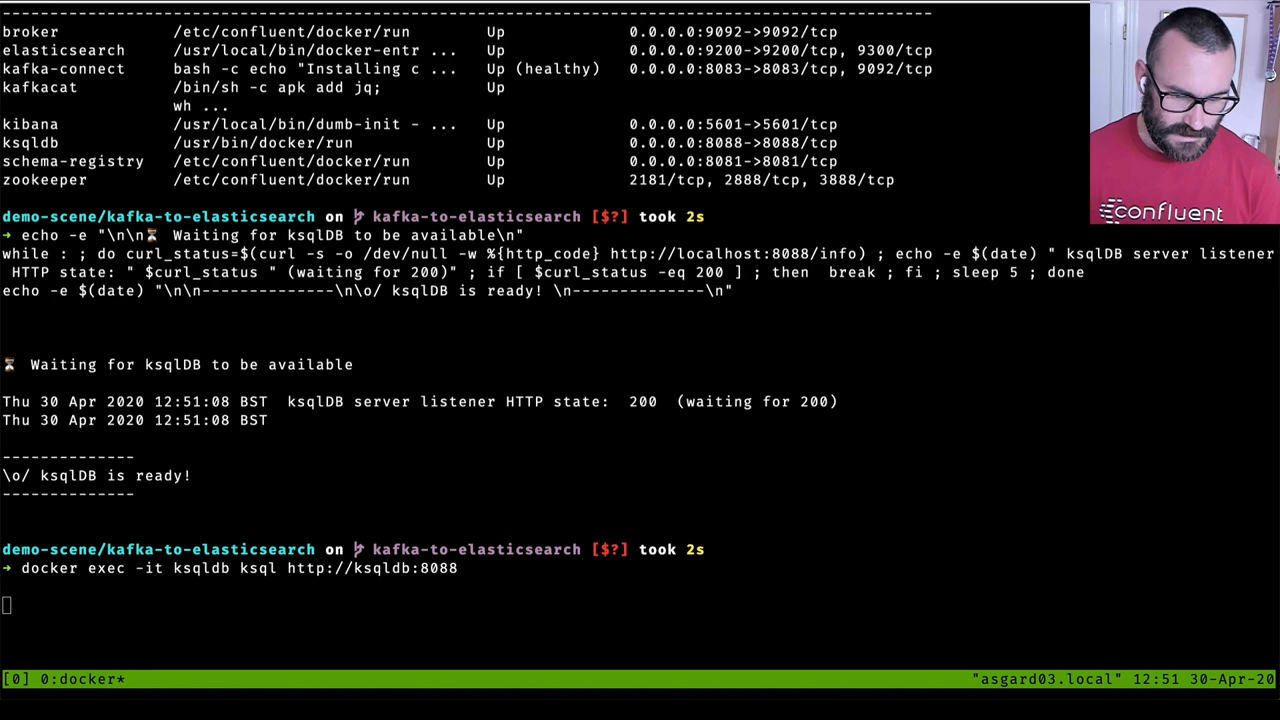 broker /etc/confluent/docker/run Up 0.0.0.0:9092->9092/tcp
elasticsearch /usr/local/bin/docker-entr ... Up 0.0.0.0:9200->9200/tcp, 9300/tcp
kafka-connect bash -c echo "Installing c ... Up (healthy) 0.0.0.0:8083->8083/tcp, 9092/tcp
kafkacat /bin/sh -c apk add jq; Up
wh ...
kibana /usr/local/bin/dumb-init - ... Up 0.0.0.0:5601->5601/tcp
ksqldb /usr/bin/docker/run Up 0.0.0.0:8088->8088/tcp
schema-registry /etc/confluent/docker/run Up 0.0.0.0:8081->8081/tcp
zookeeper /etc/confluent/docker/run Up 2181/tcp, 2888/tcp, 3888/tcp
demo-scene/kafka-to-elasticsearch on kafka-to-elasticsearch [$?] took 2s
→ echo -e "\n\n⏳ Waiting for ksqlDB to be available\n"
while : ; do curl_status=$(curl -s -o /dev/null -w %{http_code} http://localhost:8088/info) ; echo -e $(date) " ksqlDB server listener
HTTP state: " $curl_status " (waiting for 200)" ; if [ $curl_status -eq 200 ] ; then break ; fi ; sleep 5 ; done
echo -e $(date) "\n\n--------------\n\o/ ksqlDB is ready! \n--------------\n"
⏳ Waiting for ksqlDB to be available
Thu 30 Apr 2020 12:51:08 BST ksqlDB server listener HTTP state: 200 (waiting for 200)
Thu 30 Apr 2020 12:51:08 BST
--------------
\o/ ksqlDB is ready!
--------------
demo-scene/kafka-to-elasticsearch on kafka-to-elasticsearch [$?] took 2s
→ docker exec -it ksqldb ksql http://ksqldb:8088
[0] 0:docker* "asgard03.local" 12:51 30-Apr-20
confluent